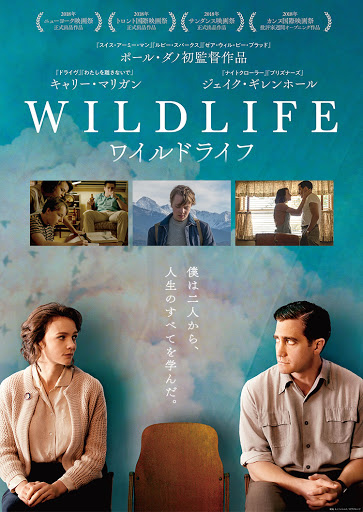 2018年
ニューヨーク映画祭
正式出品作品
2018年
トロント国際映画祭
正式出品作品
2018年
サンダンス映画祭
正式出品作品
2018年
カンヌ国際映画祭
批評家週間オープニング作品
『スイス・アーミー・マン』『ルビー・スパークス』『ゼア・ウィル・ビー・ブラッド』
ポール・ダノ初監督作品
『ドライヴ』『わたしを離さないで』
キャリー・マリガン
『ナイトクローラー』『プリズナーズ』
ジェイク・ギレンホール
WILDLIFE
ワイルドライフ
僕は二人から、
人生のすべてを学んだ。